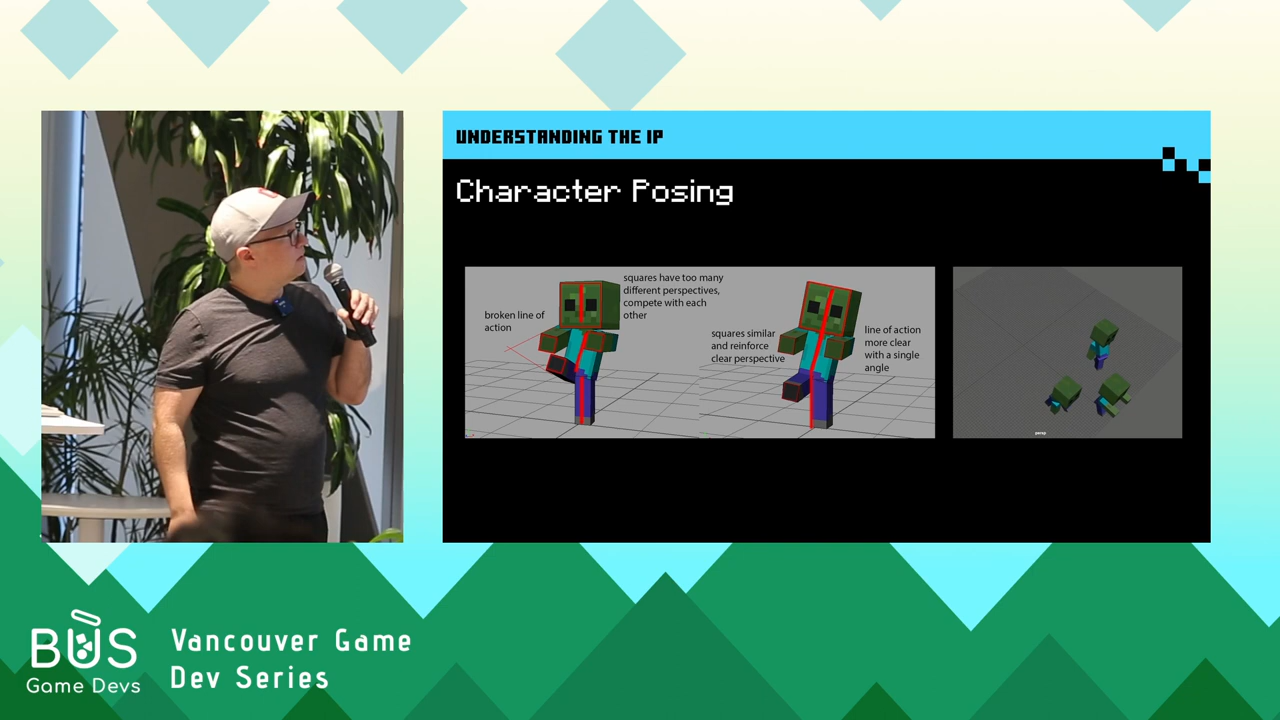 UNDERSTANDING THE IP
Character Posing
broken line of
action
squares have too many
different perspectives,
compete with each
other
squares similar
and reinforce
clear perspective
line of action
more clear
with a single
angle
persp
BUS
Game Devs
Vancouver Game
Dev Series